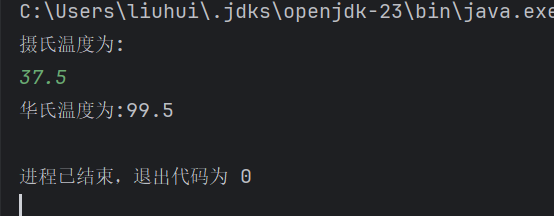 C:\Users\liuhui\.jdks\openjdk-23\bin\java.exe
摄氏温度为:
37.5
华氏温度为:99.5
进程已结束，退出代码为 0